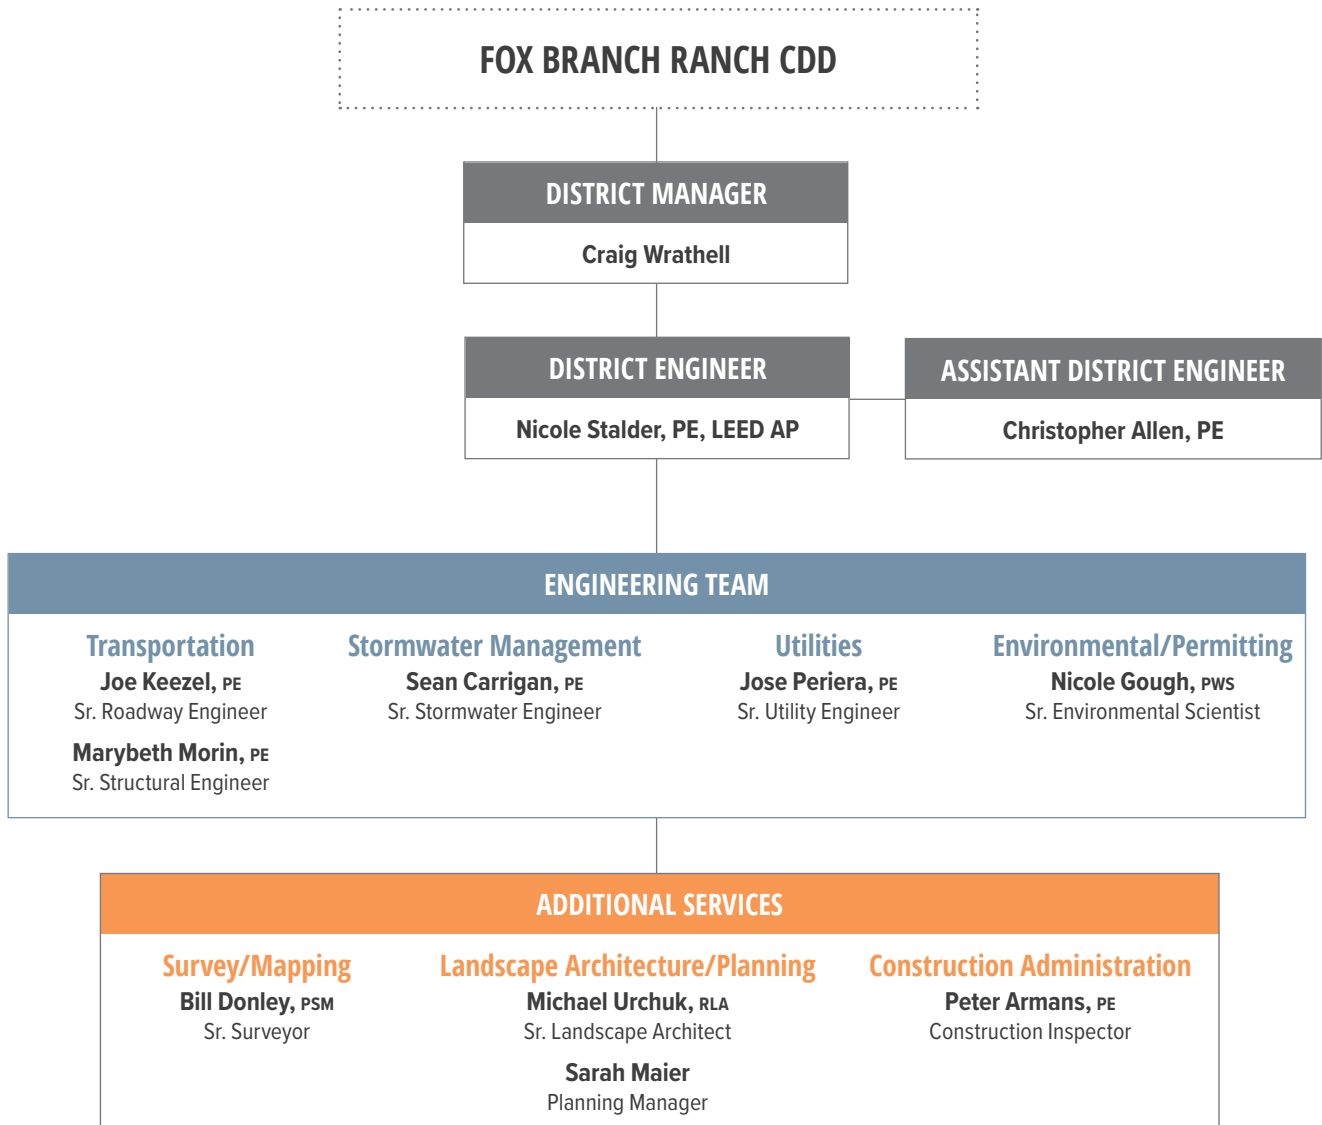 FOX BRANCH RANCH CDD
DISTRICT MANAGER
Craig Wrathell
DISTRICT ENGINEER
Nicole Stalder, PE, LEED AP
ASSISTANT DISTRICT ENGINEER
Christopher Allen, PE
ENGINEERING TEAM
Transportation
Joe Keezel, PE
Sr. Roadway Engineer
Marybeth Morin, PE
Sr. Structural Engineer
Stormwater Management
Sean Carrigan, PE
Sr. Stormwater Engineer
Utilities
Jose Periera, PE
Sr. Utility Engineer
Environmental/Permitting
Nicole Gough, PWS
Sr. Environmental Scientist
ADDITIONAL SERVICES
Survey/Mapping
Bill Donley, PSM
Sr. Surveyor
Landscape Architecture/Planning
Michael Urchuk, RLA
Sr. Landscape Architect
Sarah Maier
Planning Manager
Construction Administration
Peter Armans, PE
Construction Inspector